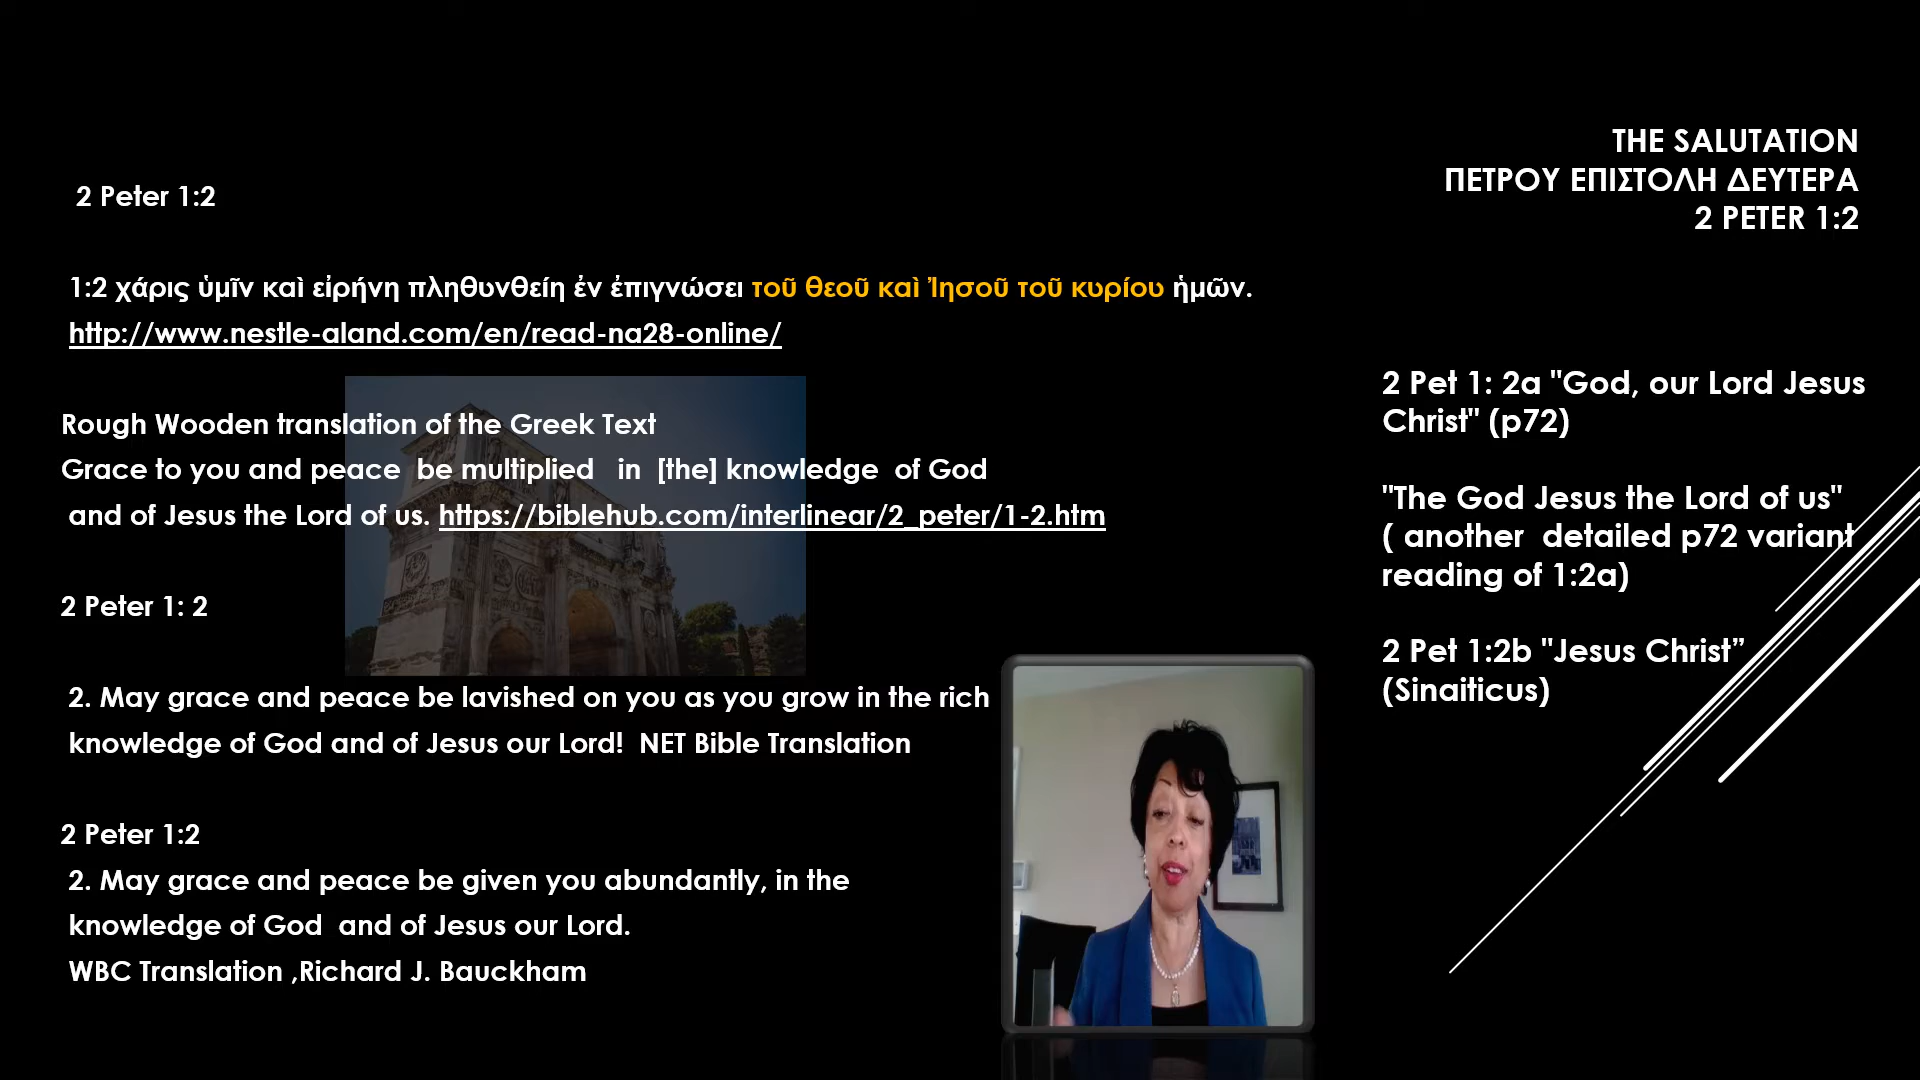 THE SALUTATION
ΠΕΤΡΟΥ ΕΠΙΣΤΟΛΗ ΔΕΥΤΕΡΑ
2 PETER 1:2
2 Peter 1:2
1:2 χάρις ὑμῖν καὶ εἰρήνη πληθυνθείη ἐν ἐπιγνώσει τοῦ θεοῦ καὶ Ἰησοῦ τοῦ κυρίου ἡμῶν.
http://www.nestle-aland.com/en/read-na28-online/
Rough Wooden translation of the Greek Text
Grace to you and peace be multiplied in [the] knowledge of God
and of Jesus the Lord of us. https://biblehub.com/interlinear/2_peter/1-2.htm
2 Peter 1: 2
2. May grace and peace be lavished on you as you grow in the rich
knowledge of God and of Jesus our Lord! NET Bible Translation
2 Peter 1:2
2. May grace and peace be given you abundantly, in the
knowledge of God and of Jesus our Lord.
WBC Translation ,Richard J. Bauckham
2 Pet 1: 2a "God, our Lord Jesus
Christ" (p72)
"The God Jesus the Lord of us"
( another detailed p72 variant
reading of 1:2a)
2 Pet 1:2b "Jesus Christ”
(Sinaiticus)